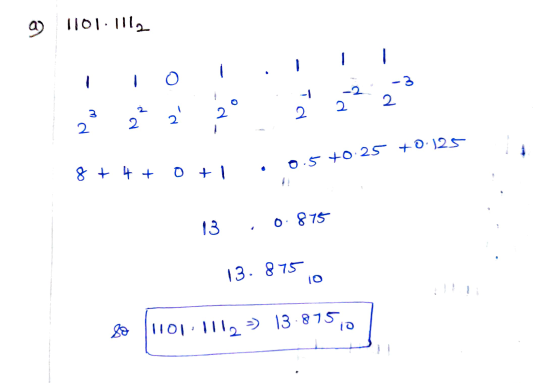 a) 1101.111₂
1 1 0 1 . 1 1 1
2³ 2² 2¹ 2⁰ 2⁻¹ 2⁻² 2⁻³
8 + 4 + 0 + 1 . 0.5 + 0.25 + 0.125
13 . 0.875
13.875₁₀
So 1101.111₂ ⇒ 13.875₁₀